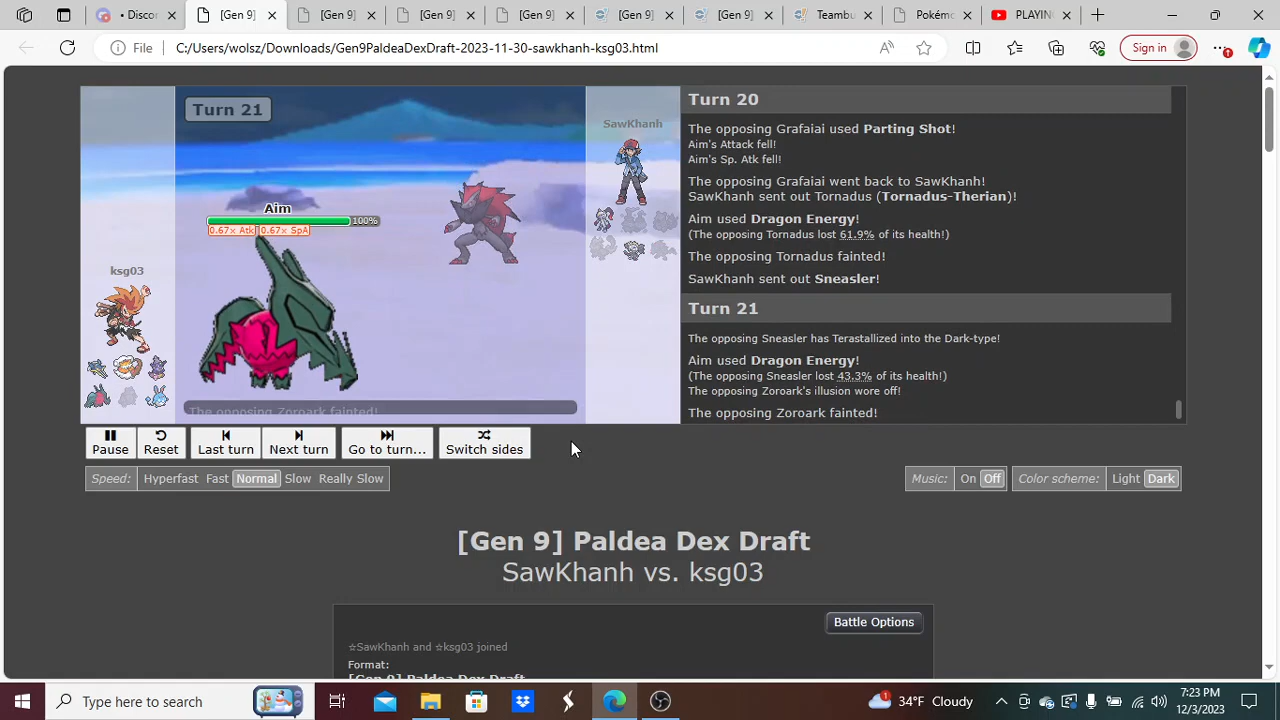 Discor
[Gen 9]
[Gen 9]
[Gen 9]
[Gen 9]
[Gen 9]
[Gen 9]
Teambu
Pokémo
PLAYING
File
C:/Users/wolsz/Downloads/Gen9PaldeaDexDraft-2023-11-30-sawkhanh-ksg03.html
Sign in
Turn 21
Aim
100%
0.67× Atk 0.67× SpA
ksg03
SawKhanh
The opposing Zoroark fainted!
Turn 20
The opposing Grafaiai used Parting Shot!
Aim's Attack fell!
Aim's Sp. Atk fell!
The opposing Grafaiai went back to SawKhanh!
SawKhanh sent out Tornadus (Tornadus-Therian)!
Aim used Dragon Energy!
(The opposing Tornadus lost 61.9% of its health!)
The opposing Tornadus fainted!
SawKhanh sent out Sneasler!
Turn 21
The opposing Sneasler has Terastallized into the Dark-type!
Aim used Dragon Energy!
(The opposing Sneasler lost 43.3% of its health!)
The opposing Zoroark's illusion wore off!
The opposing Zoroark fainted!
Pause Reset Last turn Next turn Go to turn... Switch sides
Speed: Hyperfast Fast Normal Slow Really Slow
Music: On Off Color scheme: Light Dark
[Gen 9] Paldea Dex Draft
SawKhanh vs. ksg03
Battle Options
☆SawKhanh and ☆ksg03 joined
Format:
[Gen 9] Paldea Dex Draft
Type here to search
34°F Cloudy
7:23 PM
12/3/2023
1